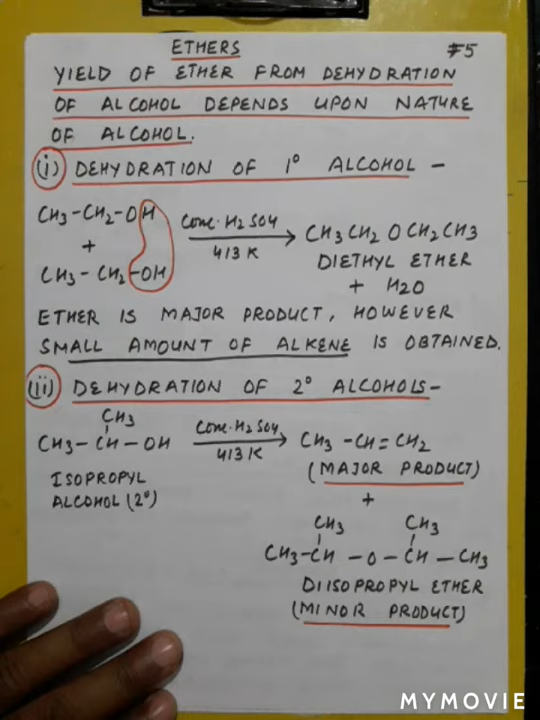 ETHERS #5
YIELD OF ETHER FROM DEHYDRATION
OF ALCOHOL DEPENDS UPON NATURE
OF ALCOHOL.
(i) DEHYDRATION OF 1° ALCOHOL -
CH3-CH2-OH
+
CH3-CH2-OH
Conc. H2SO4
413 K
CH3CH2OCH2CH3
DIETHYL ETHER
+ H2O
ETHER IS MAJOR PRODUCT, HOWEVER
SMALL AMOUNT OF ALKENE IS OBTAINED.
(ii) DEHYDRATION OF 2° ALCOHOLS-
CH3
CH3-CH-OH
ISOPROPYL
ALCOHOL (2°)
Conc. H2SO4
413 K
CH3-CH=CH2
(MAJOR PRODUCT)
+
CH3 CH3
CH3-CH-O-CH-CH3
DIISOPROPYL ETHER
(MINOR PRODUCT)
MYMOVIE